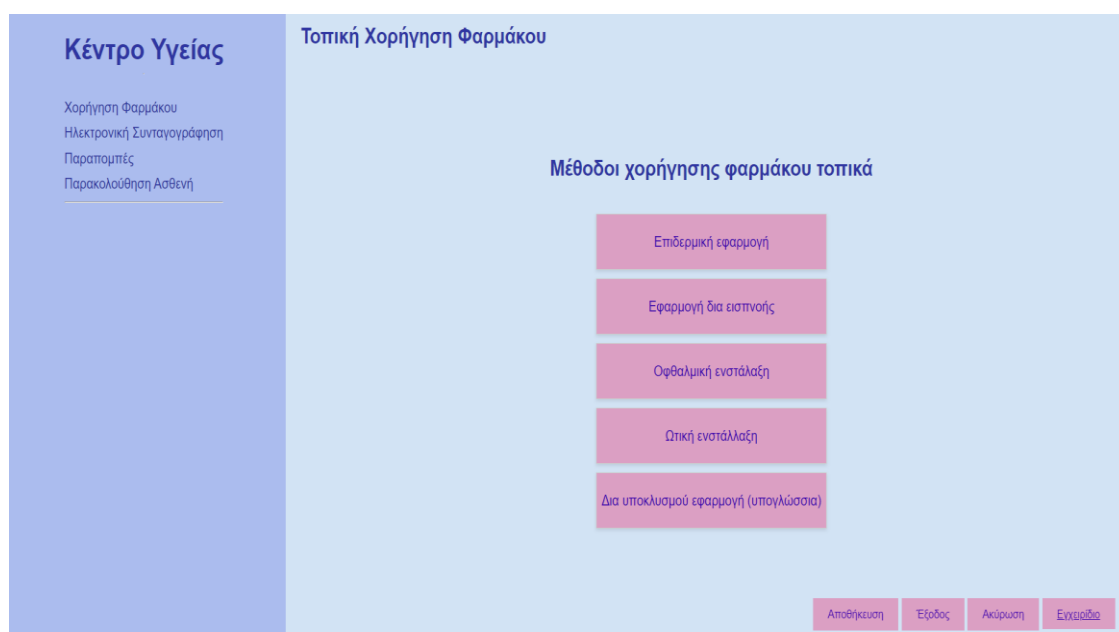 Κέντρο Υγείας
Χορήγηση Φαρμάκου
Ηλεκτρονική Συνταγογράφηση
Παραπομπές
Παρακολούθηση Ασθενή
Τοπική Χορήγηση Φαρμάκου
Μέθοδοι χορήγησης φαρμάκου τοπικά
Επιδερμική εφαρμογή
Εφαρμογή δια εισπνοής
Οφθαλμική ενστάλαξη
Ωτική ενστάλλαξη
Δια υποκλυσμού εφαρμογή (υπογλώσσια)
Αποθήκευση Έξοδος Ακύρωση Εγχειρίδιο